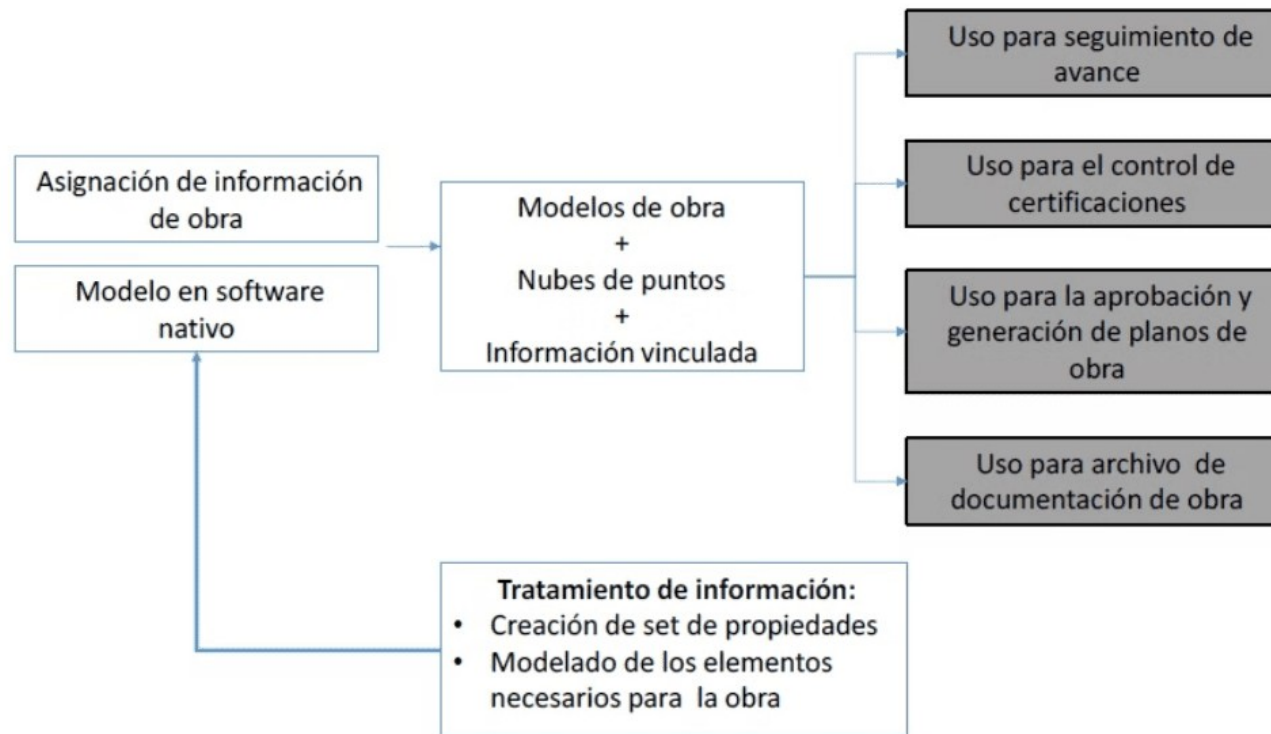 Asignación de información
de obra
Modelo en software
nativo
Modelos de obra
+
Nubes de puntos
+
Información vinculada
Uso para seguimiento de
avance
Uso para el control de
certificaciones
Uso para la aprobación y
generación de planos de
obra
Uso para archivo de
documentación de obra
Tratamiento de información:
• Creación de set de propiedades
• Modelado de los elementos
necesarios para la obra